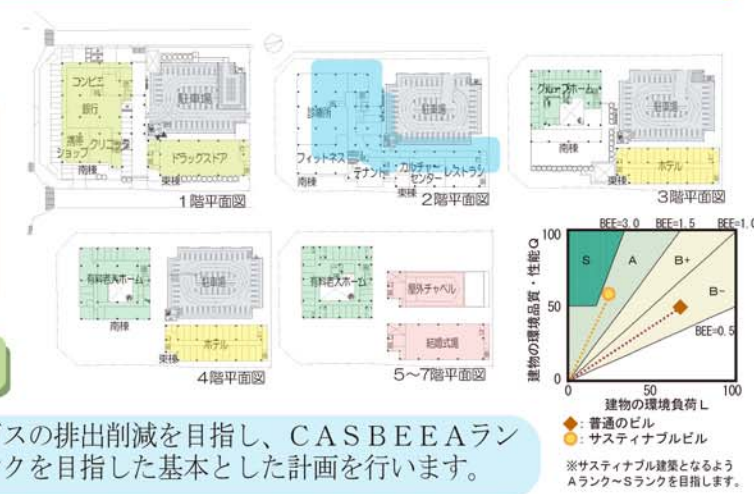 コンビニ
銀行
携帯
ショップ
クリニック
南棟
駐車場
ドラッグストア
東棟
1階平面図
診療所
フィットネス
南棟
テナント
駐車場
カルチャー
センター
レストラン
東棟
2階平面図
グループホーム
南棟
駐車場
東棟
ホテル
3階平面図
有料老人ホーム
南棟
駐車場
東棟
ホテル
4階平面図
有料老人ホーム
屋外チャペル
結婚式場
5~7階平面図
BEE=3.0 BEE=1.5 BEE=1.0
建物の環境品質・性能Q
100
50
0
S
A
B+
B-
BEE=0.5
0 50 100
建物の環境負荷L
:普通のビル
:サスティナブルビル
※サスティナブル建築となるよう
Aランク~Sランクを目指します。
スの排出削減を目指し、CASBEEAラン
クを目指した基本とした計画を行います。